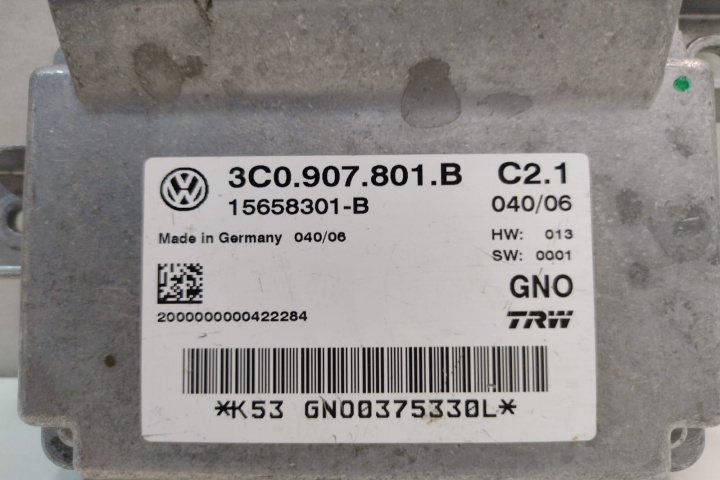 3C0.907.801.B C2.1
15658301-B 040/06
Made in Germany 040/06 HW: 013
SW: 0001
GNO
2000000000422284 TRW
*K53 GNO0375330L*